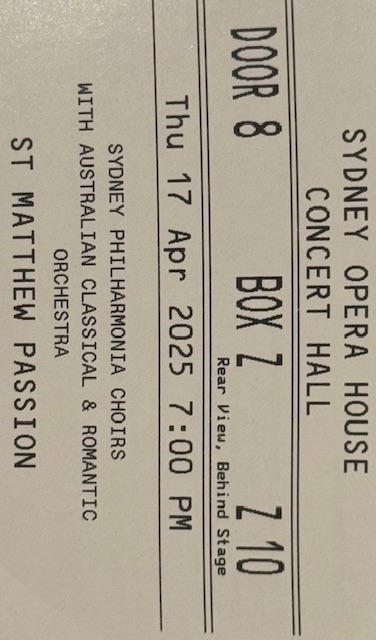 SYDNEY OPERA HOUSE
CONCERT HALL
DOOR 8 BOX Z Z 10
Rear View, Behind Stage
Thu 17 Apr 2025 7:00 PM
SYDNEY PHILHARMONIA CHOIRS
WITH AUSTRALIAN CLASSICAL & ROMANTIC
ORCHESTRA
ST MATTHEW PASSION